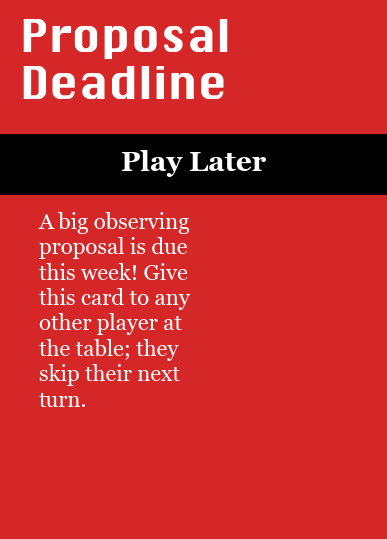 Proposal
Deadline
Play Later
A big observing
proposal is due
this week! Give
this card to any
other player at
the table; they
skip their next
turn.